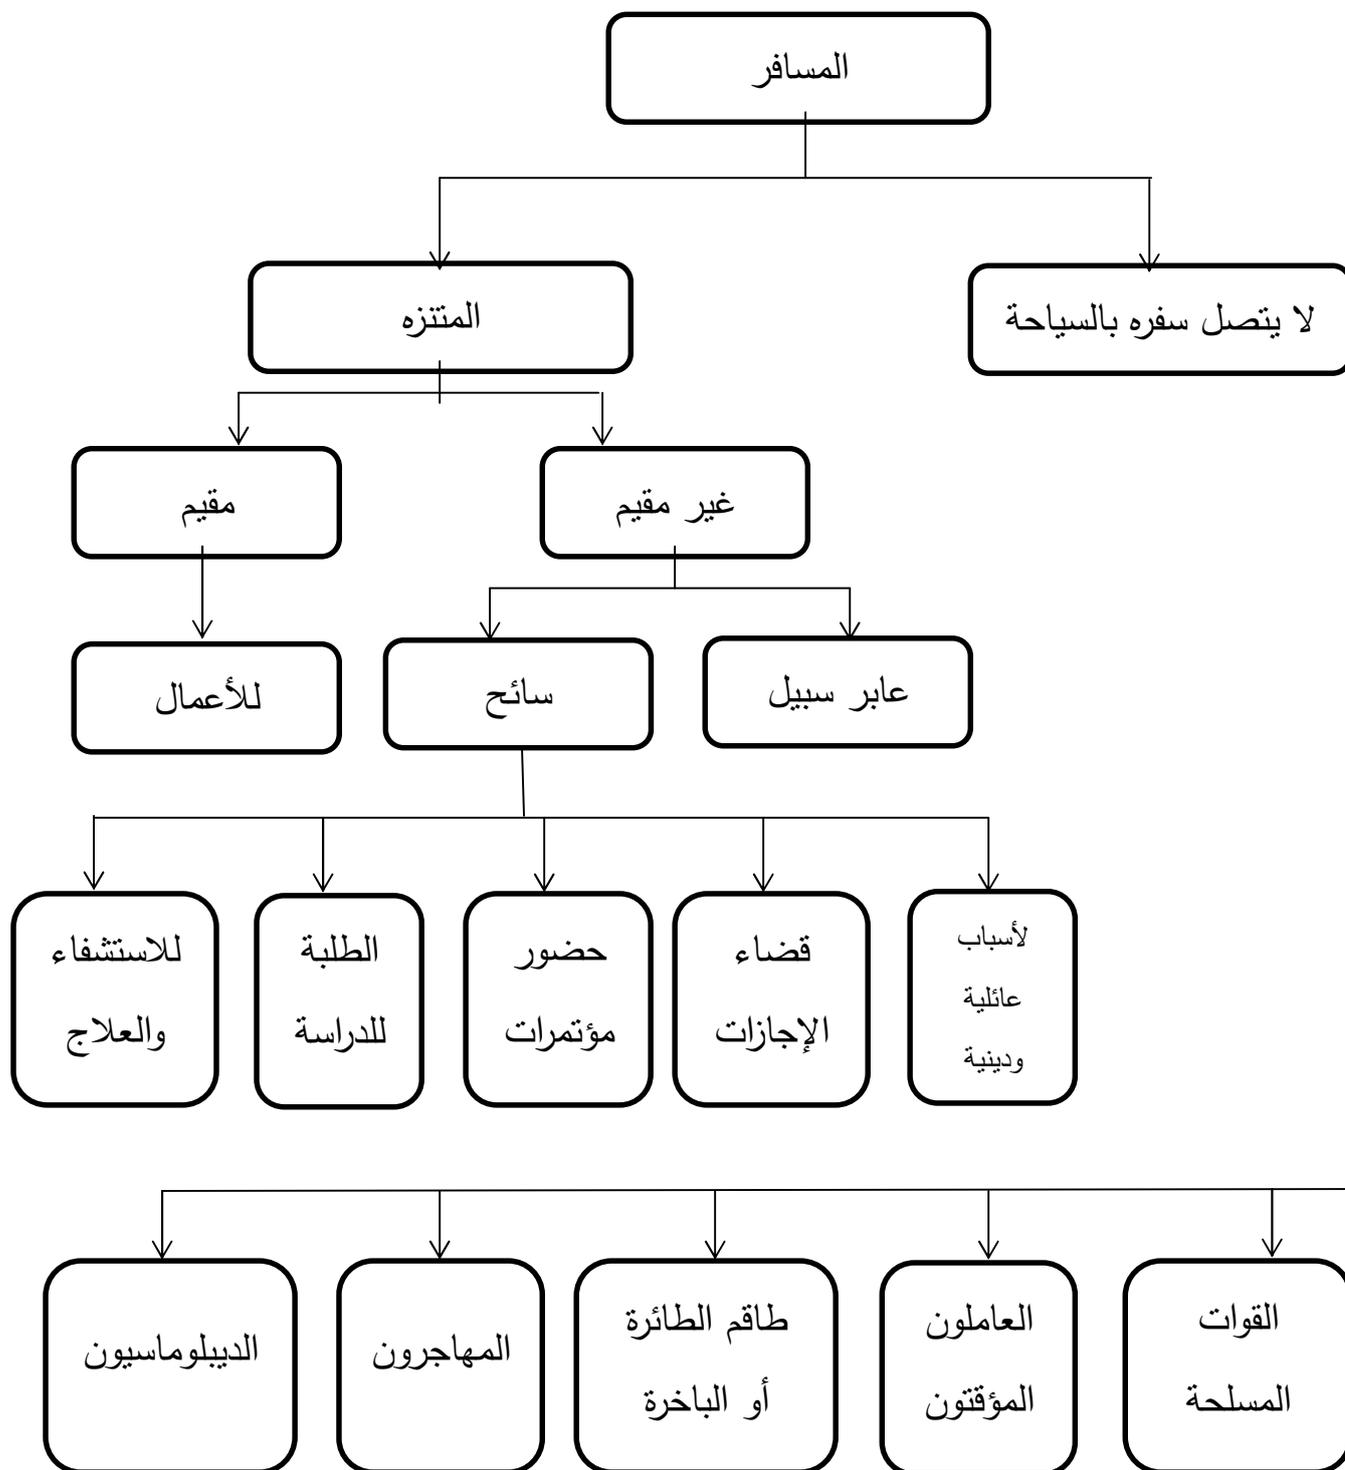 المسافر
لا يتصل سفره بالسياحة
المتنزه
غير مقيم
مقيم
عابر سبيل
سائح
للأعمال
لأسباب
عائلية
ودينية
قضاء
الإجازات
حضور
مؤتمرات
الطلبة
للدراسة
للاستشفاء
والعلاج
القوات
المسلحة
العاملون
المؤقتون
طاقم الطائرة
أو الباخرة
المهاجرون
الديبلوماسيون